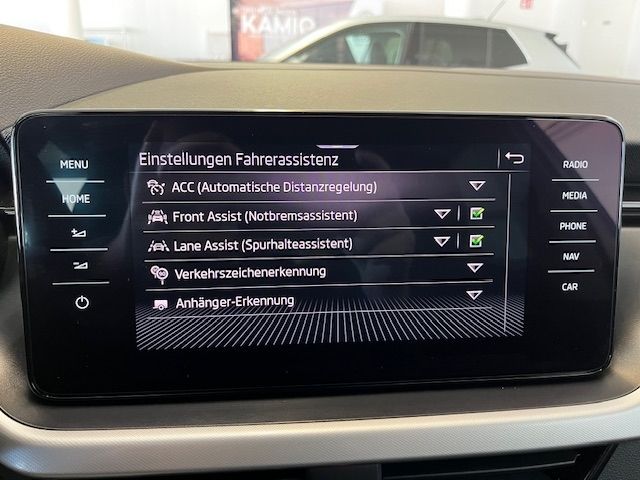 KAMIQ
Einstellungen Fahrerassistenz
MENU
HOME
ACC (Automatische Distanzregelung)
Front Assist (Notbremsassistent)
Lane Assist (Spurhalteassistent)
Verkehrszeichenerkennung
Anhänger-Erkennung
RADIO
MEDIA
PHONE
NAV
CAR